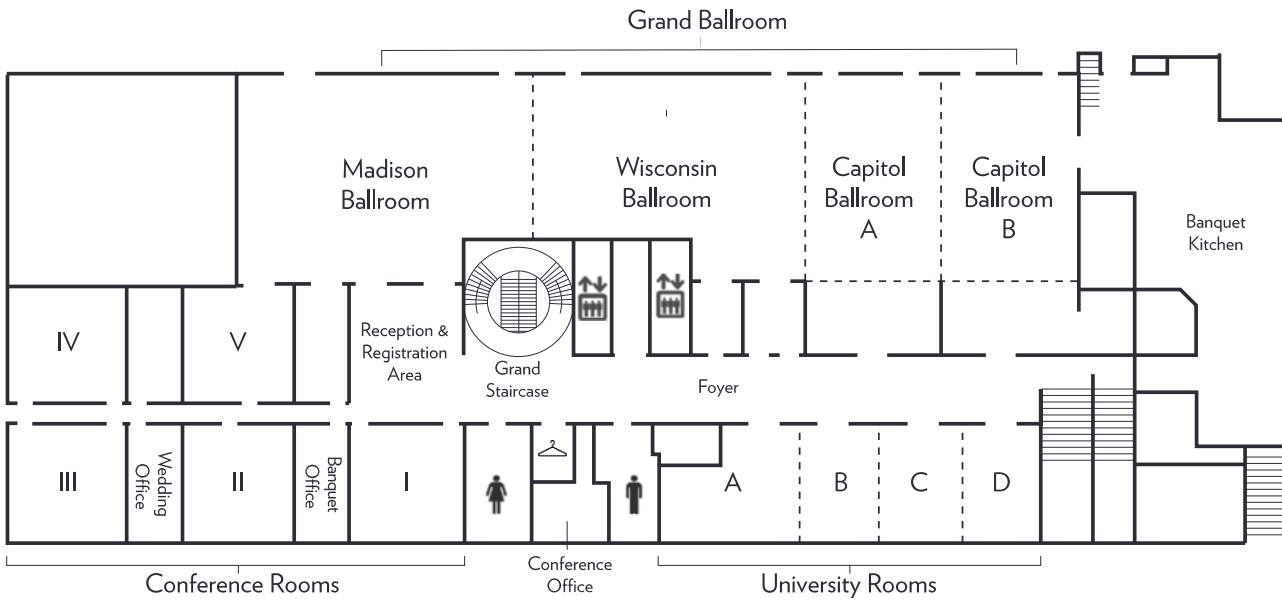 Grand Ballroom
Madison
Ballroom
Wisconsin
Ballroom
Capitol
Ballroom
A
Capitol
Ballroom
B
Banquet
Kitchen
IV
V
Reception &
Registration
Area
Grand
Staircase
Foyer
III
Wedding
Office
II
Banquet
Office
I
A
B
C
D
Conference Rooms
Conference
Office
University Rooms